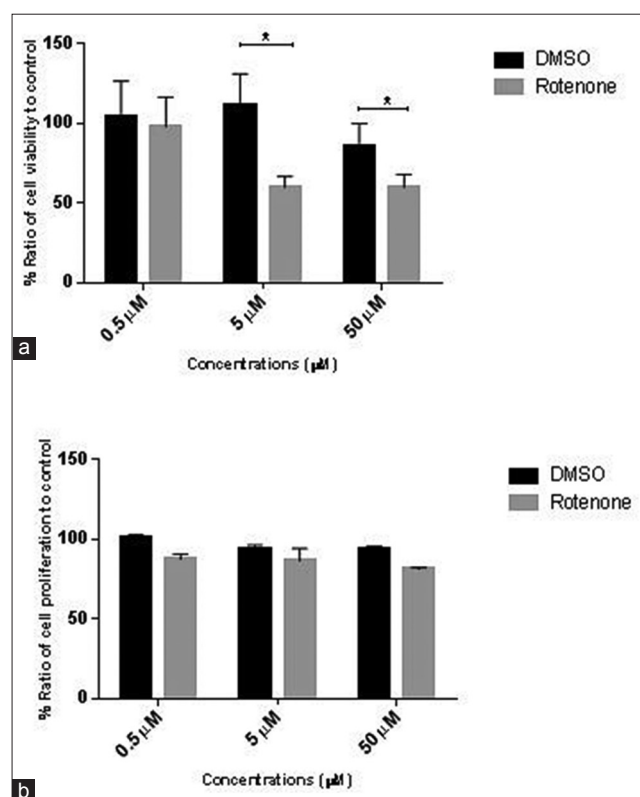 150
100
50
0
% Ratio of cell viability to control
*
*
DMSO
Rotenone
0.5 μM
5 μM
50 μM
Concentrations (μM)
a
150
100
50
0
% Ratio of cell proliferation to control
DMSO
Rotenone
0.5 μM
5 μM
50 μM
Concentrations (μM)
b